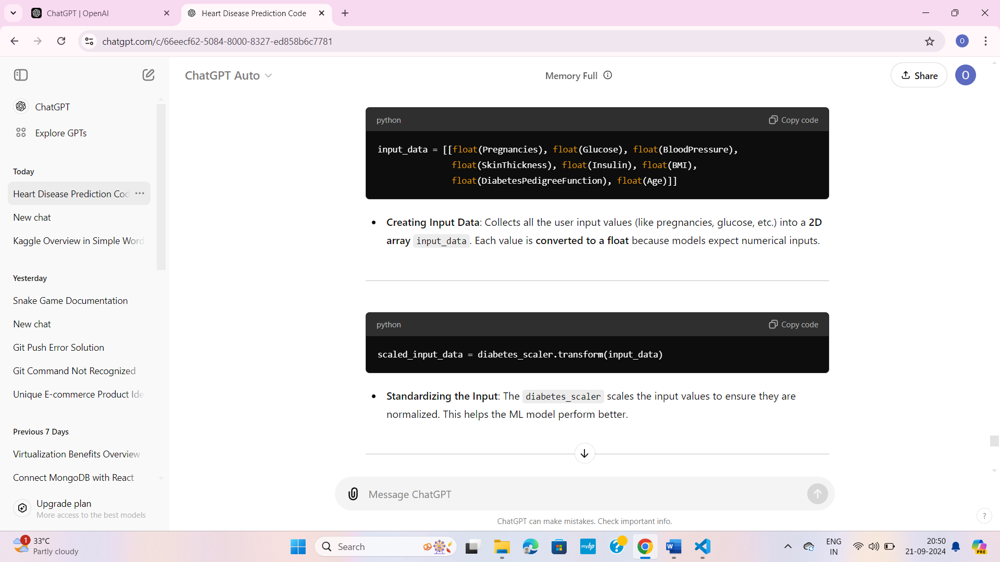 ChatGPT | OpenAI
Heart Disease Prediction Code
chatgpt.com/c/66eecf62-5084-8000-8327-ed858b6c7781
O
ChatGPT Auto
Memory Full
Share
O
ChatGPT
Explore GPTs
Today
Heart Disease Prediction Cod
New chat
Kaggle Overview in Simple Word
Yesterday
Snake Game Documentation
New chat
Git Push Error Solution
Git Command Not Recognized
Unique E-commerce Product Ide
Previous 7 Days
Virtualization Benefits Overview
Connect MongoDB with React
Upgrade plan
More access to the best models
python
Copy code
input_data = [[float(Pregnancies), float(Glucose), float(BloodPressure),
float(SkinThickness), float(Insulin), float(BMI),
float(DiabetesPedigreeFunction), float(Age)]]
Creating Input Data: Collects all the user input values (like pregnancies, glucose, etc.) into a 2D
array input_data. Each value is converted to a float because models expect numerical inputs.
python
Copy code
scaled_input_data = diabetes_scaler.transform(input_data)
Standardizing the Input: The diabetes_scaler scales the input values to ensure they are
normalized. This helps the ML model perform better.
Message ChatGPT
ChatGPT can make mistakes. Check important info.
?
1
33°C
Partly cloudy
Search
myhp
W
ENG
IN
20:50
21-09-2024
PRE